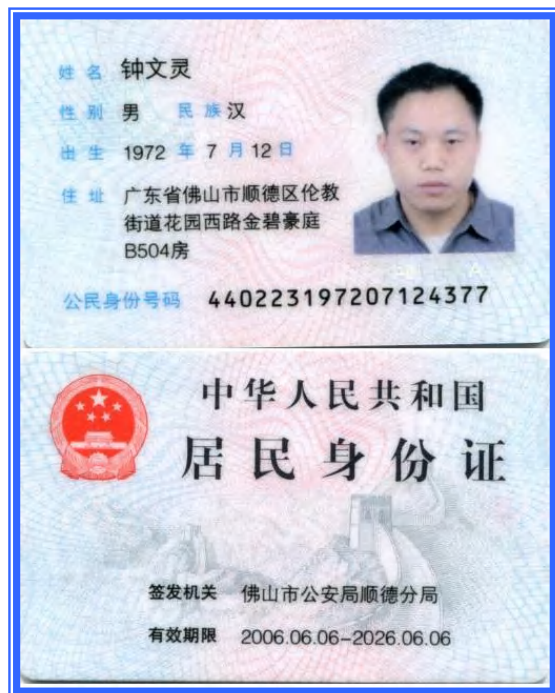 姓名 钟文灵
性别 男 民族 汉
出生 1972 年 7 月 12 日
住址 广东省佛山市顺德区伦教
街道花园西路金碧豪庭
B504房
公民身份号码 440223197207124377
中华人民共和国
居民身份证
签发机关 佛山市公安局顺德分局
有效期限 2006.06.06-2026.06.06